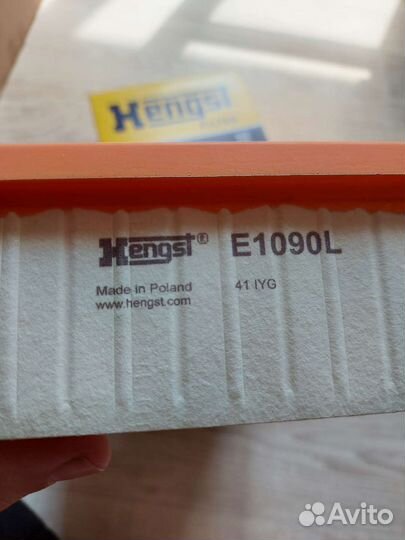 Hengst
Hengst® E1090L
Made in Poland 41 IYG
www.hengst.com
Avito